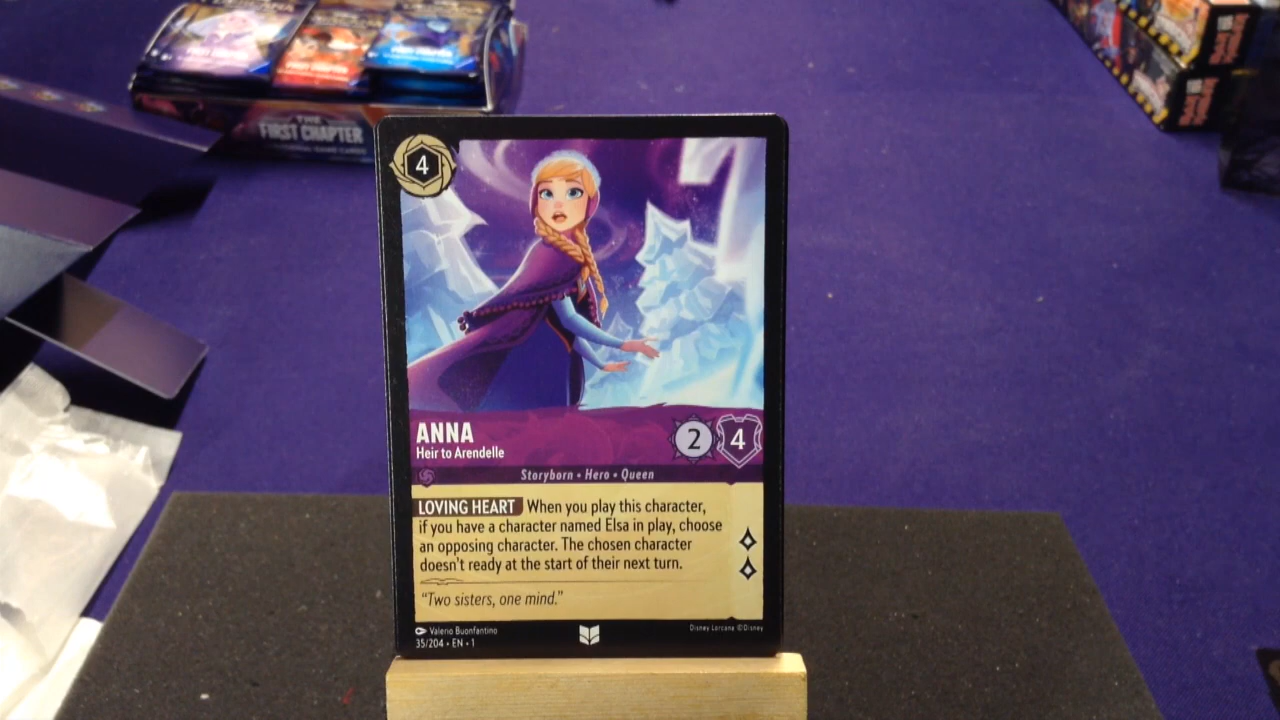 THE
FIRST CHAPTER
4
ANNA
Heir to Arendelle
2 4
Storyborn • Hero • Queen
LOVING HEART When you play this character,
if you have a character named Elsa in play, choose
an opposing character. The chosen character
doesn't ready at the start of their next turn.
“Two sisters, one mind.”
Valerio Buonfantino
35/204 • EN • 1
Disney Lorcana ©Disney